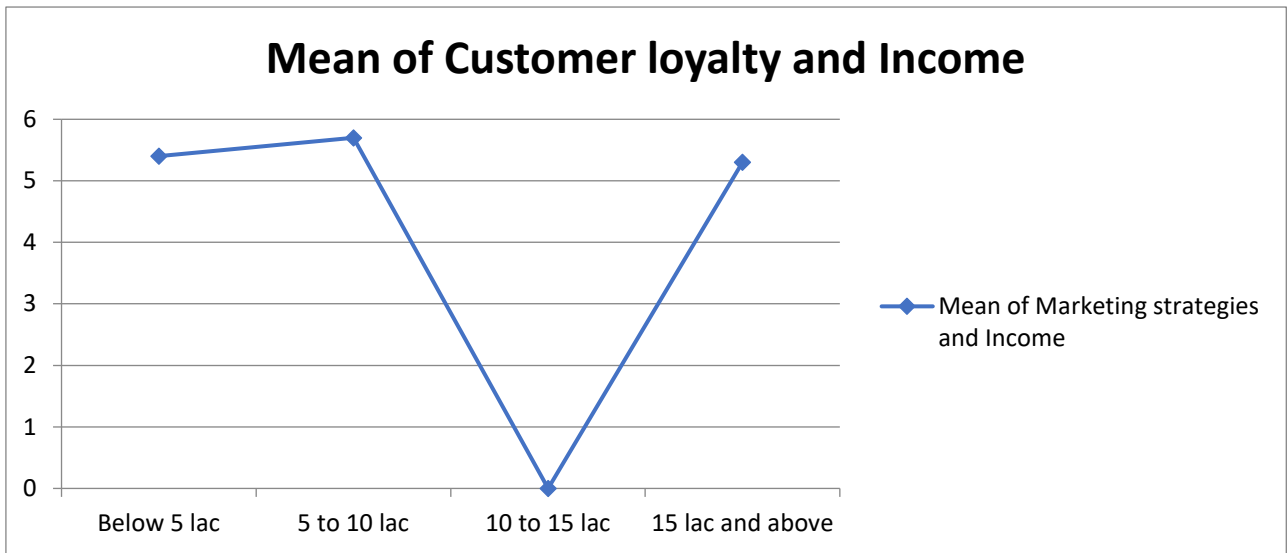 Mean of Customer loyalty and Income
6
5
4
3
2
1
0
Below 5 lac
5 to 10 lac
10 to 15 lac
15 lac and above
Mean of Marketing strategies
and Income